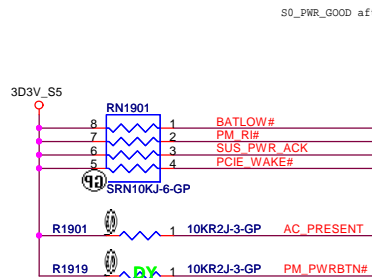 S0_PWR_GOOD af
3D3V_S5
RN1901
8 1 BATLOW#
7 2 PM_RI#
6 3 SUS_PWR_ACK
5 4 PCIE_WAKE#
SRN10KJ-6-GP
R1901 1 10KR2J-3-GP AC_PRESENT
R1919 DY 1 10KR2J-3-GP PM_PWRBTN#